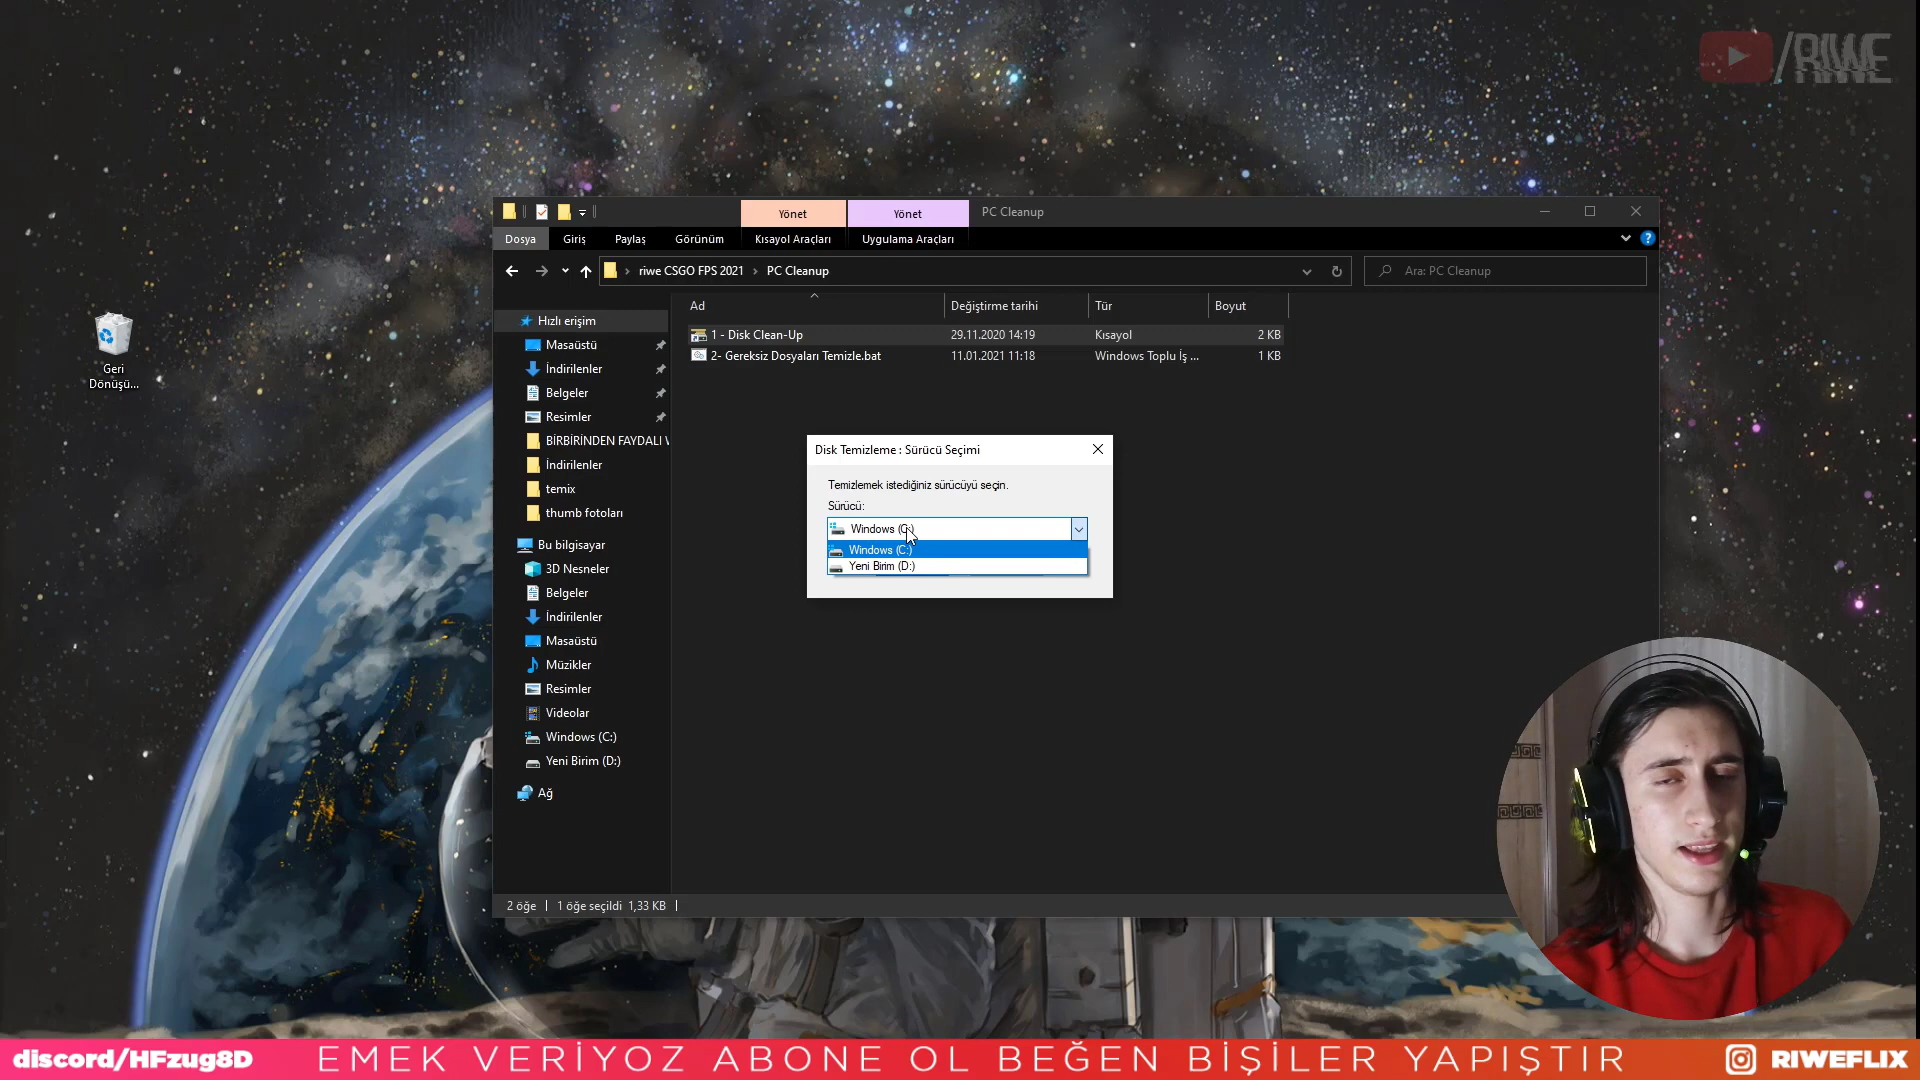 /RIWE
Yönet
Yönet
PC Cleanup
Dosya
Giriş
Paylaş
Görünüm
Kısayol Araçları
Uygulama Araçları
riwe CSGO FPS 2021 › PC Cleanup
Ara: PC Cleanup
Ad
Değiştirme tarihi
Tür
Boyut
1 - Disk Clean-Up
29.11.2020 14:19
Kısayol
2 KB
2- Gereksiz Dosyaları Temizle.bat
11.01.2021 11:18
Windows Toplu İş ...
1 KB
Hızlı erişim
Masaüstü
İndirilenler
Belgeler
Resimler
BİRBİRİNDEN FAYDALI
İndirilenler
temix
thumb fotoları
Bu bilgisayar
3D Nesneler
Belgeler
İndirilenler
Masaüstü
Müzikler
Resimler
Videolar
Windows (C:)
Yeni Birim (D:)
Ağ
Geri
Dönüşü...
Disk Temizleme : Sürücü Seçimi
Temizlemek istediğiniz sürücüyü seçin.
Sürücü:
Windows (C:)
Windows (C:)
Yeni Birim (D:)
2 öğe
1 öğe seçildi 1,33 KB
discord/HFzug8D
EMEK VERİYOZ ABONE OL BEĞEN BİŞİLER YAPIŞTIR
RIWEFLIX